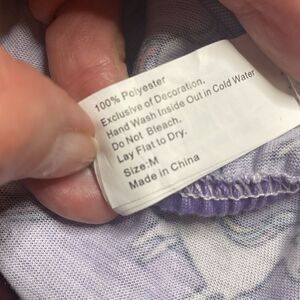 100% Polyester
Exclusive of Decoration.
Hand Wash Inside Out in Cold Water
Do Not Bleach.
Lay Flat to Dry.
Size:M
Made in China